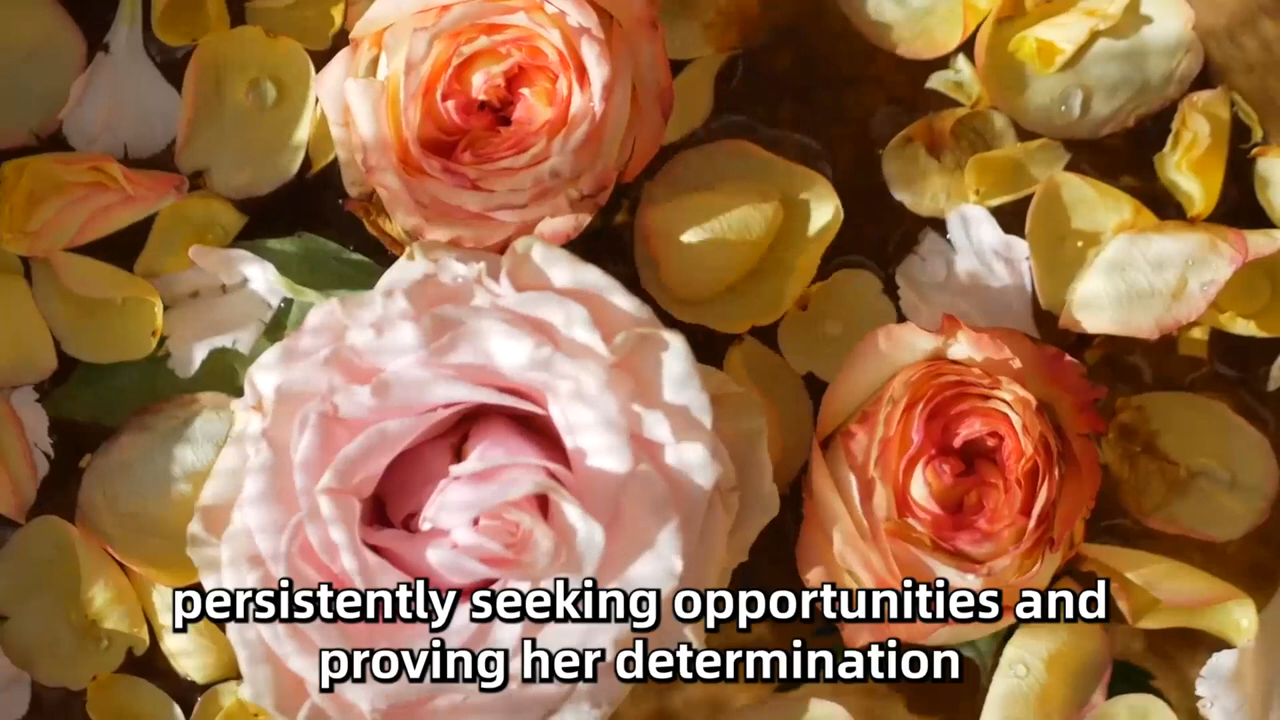 persistently seeking opportunities and
proving her determination